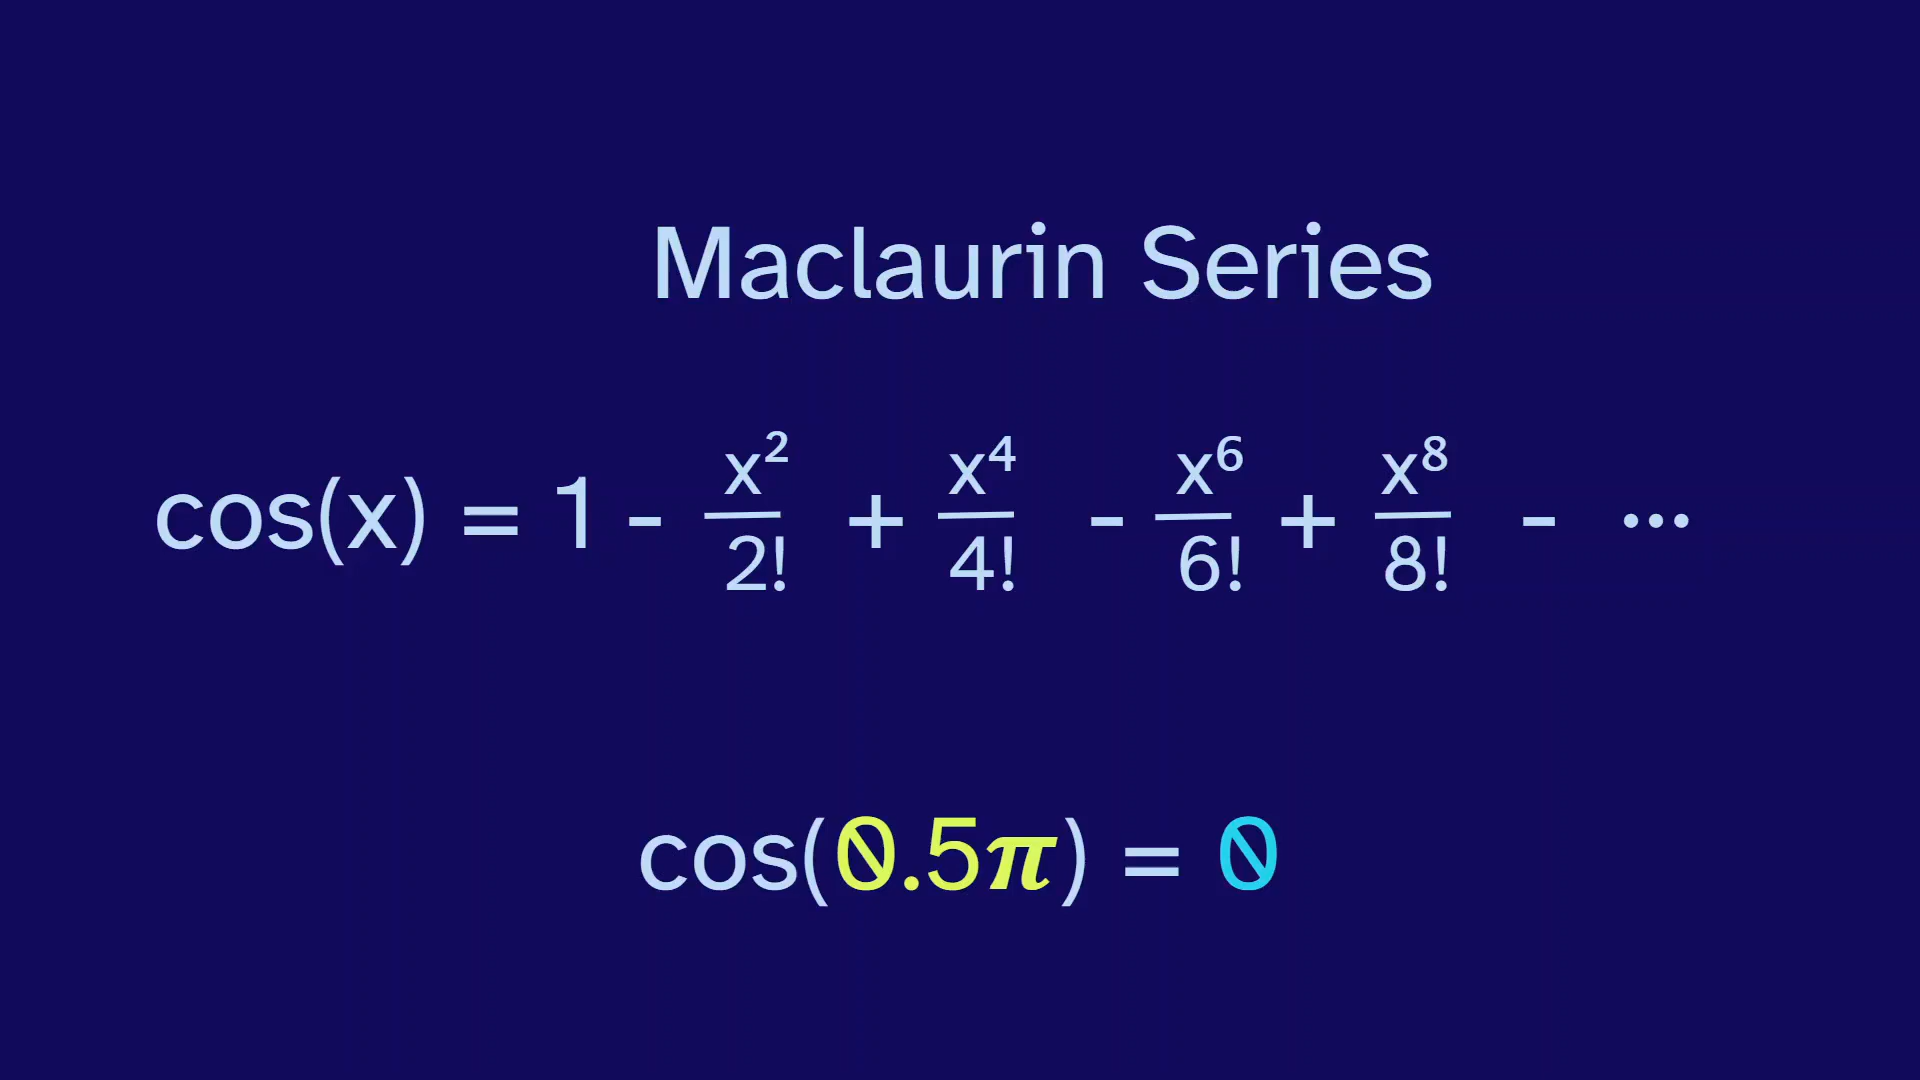 Maclaurin Series
cos(x) = 1 - x²/2! + x⁴/4! - x⁶/6! + x⁸/8! - ···
cos(0.5π) = 0